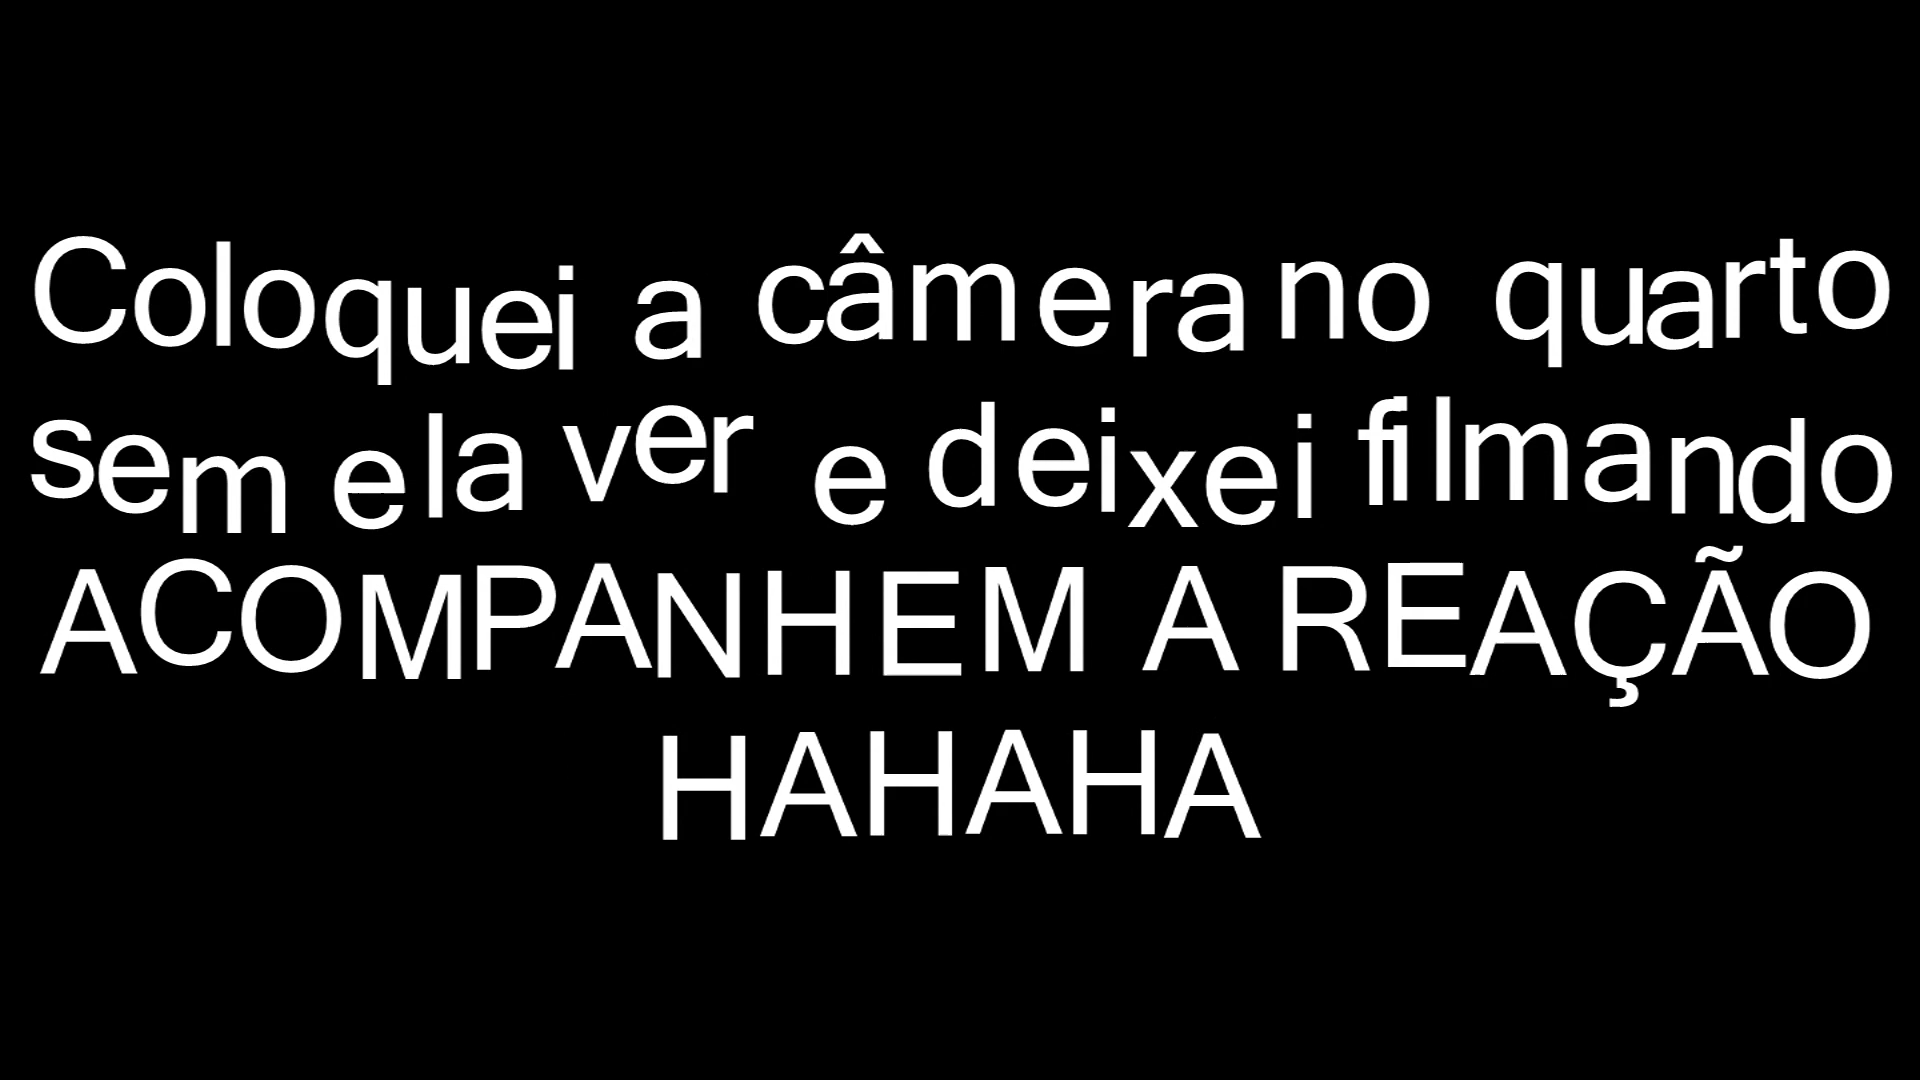 Coloquei a câmera no quarto
sem ela ver e deixei filmando
ACOMPANHEM A REAÇÃO
HAHAHA